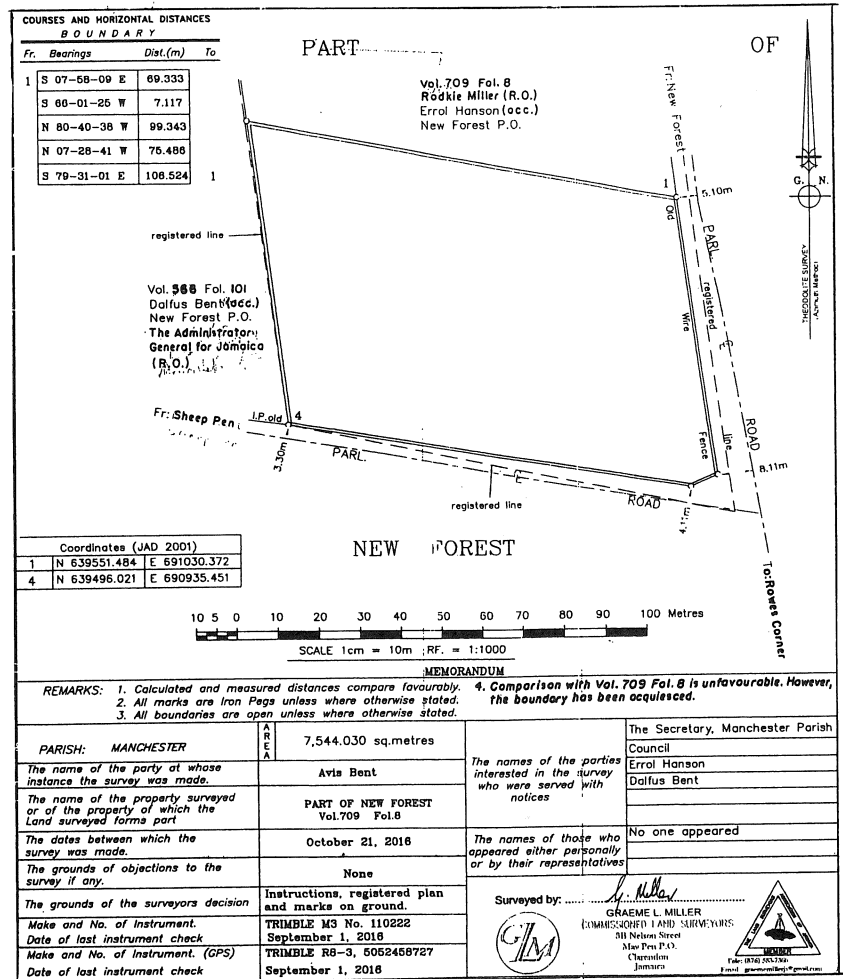 COURSES AND HORIZONTAL DISTANCES
BOUNDARY
Fr. Bearings Dist.(m) To
1 S 07-58-09 E 69.333
S 66-01-25 W 7.117
N 80-40-38 W 99.343
N 07-28-41 W 75.486
S 79-31-01 E 106.524 1
PART
OF
Vol. 709 Fol. 8
Rodkie Miller (R.O.)
Errol Hanson (occ.)
New Forest P.O.
Fr: New Forest
G. N.
THEODOLITE SURVEY
(Azimuth Method)
1
5.10m
Old
Wire
Fence
registered
line
PARL.
ROAD
registered line
Vol. 568 Fol. 101
Dalfus Bent (occ.)
New Forest P.O.
The Administrator
General for Jamaica
(R.O.)
Fr: Sheep Pen
I.P. old 4
3.30m
PARL.
registered line
ROAD
4.11m
8.11m
To: Rowes Corner
NEW FOREST
Coordinates (JAD 2001)
1 N 639551.484 E 691030.372
4 N 639496.021 E 690935.451
10 5 0 10 20 30 40 50 60 70 80 90 100 Metres
SCALE 1cm = 10m ; RF. = 1:1000
MEMORANDUM
REMARKS: 1. Calculated and measured distances compare favourably.
2. All marks are Iron Pegs unless where otherwise stated.
3. All boundaries are open unless where otherwise stated.
4. Comparison with Vol. 709 Fol. 8 is unfavourable. However,
the boundary has been acquiesced.
PARISH: MANCHESTER
AREA
7,544.030 sq.metres
The name of the party at whose
instance the survey was made.
Avis Bent
The name of the property surveyed
or of the property of which the
Land surveyed forms part
PART OF NEW FOREST
Vol.709 Fol.8
The dates between which the
survey was made.
October 21, 2016
The grounds of objections to the
survey if any.
None
The grounds of the surveyors decision
Instructions, registered plan
and marks on ground.
Make and No. of Instrument.
Date of last instrument check
TRIMBLE M3 No. 110222
September 1, 2016
Make and No. of Instrument. (GPS)
Date of last instrument check
TRIMBLE R8-3, 5052458727
September 1, 2016
The names of the parties
interested in the survey
who were served with
notices
The Secretary, Manchester Parish
Council
Errol Hanson
Dalfus Bent
The names of those who
appeared either personally
or by their representatives
No one appeared
Surveyed by: G. Miller
GRAEME L. MILLER
COMMISSIONED LAND SURVEYORS
Nelson Street
May Pen P.O.
Clarendon
Jamaica
GLM
MEMBER